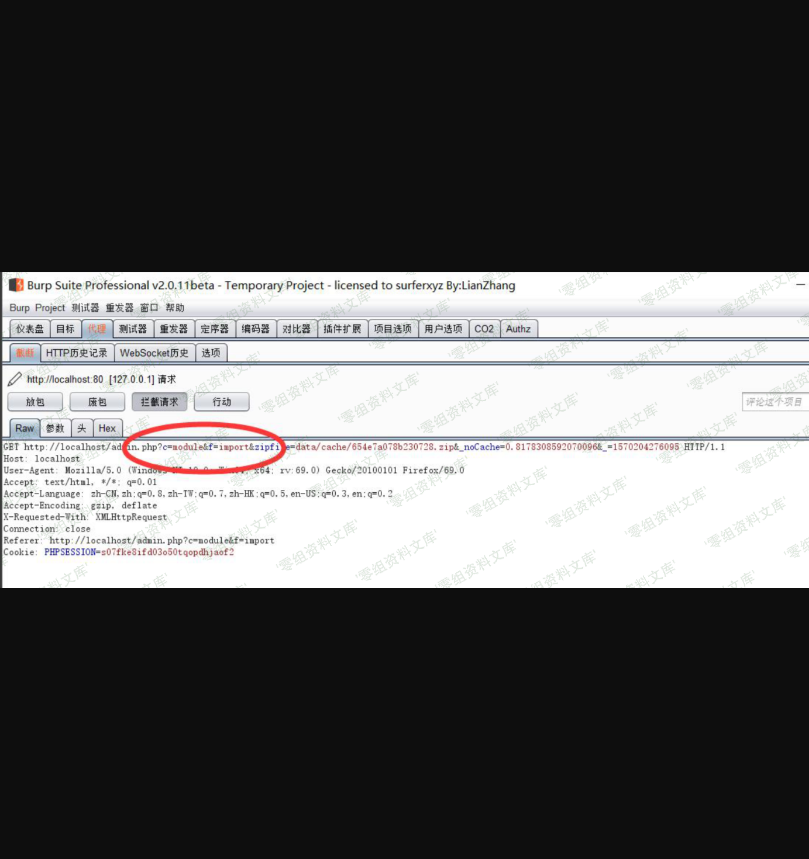 Burp Suite Professional v2.0.11beta - Temporary Project - licensed to surferxyz By:LianZhang
Burp Project 测试器 重发器 窗口 帮助
仪表盘 目标 代理 测试器 重发器 定序器 编码器 对比器 插件扩展 项目选项 用户选项 CO2 Authz
截断 HTTP历史记录 WebSocket历史 选项
http://localhost:80 [127.0.0.1] 请求
放包 废包 拦截请求 行动 评论这个项目
Raw 参数 头 Hex
GET http://localhost/admin.php?c=module&f=import&zipfile=data/cache/654e7a078b230728.zip&_noCache=0.8178308592070096&_=1570204276095 HTTP/1.1
Host: localhost
User-Agent: Mozilla/5.0 (Windows NT 10.0; Win64; x64; rv:69.0) Gecko/20100101 Firefox/69.0
Accept: text/html, */*; q=0.01
Accept-Language: zh-CN,zh;q=0.8,zh-TW;q=0.7,zh-HK;q=0.5,en-US;q=0.3,en;q=0.2
Accept-Encoding: gzip, deflate
X-Requested-With: XMLHttpRequest
Connection: close
Referer: http://localhost/admin.php?c=module&f=import
Cookie: PHPSESSION=s07fke8ifd03o50tqopdhjaof2
'零组资料文库'